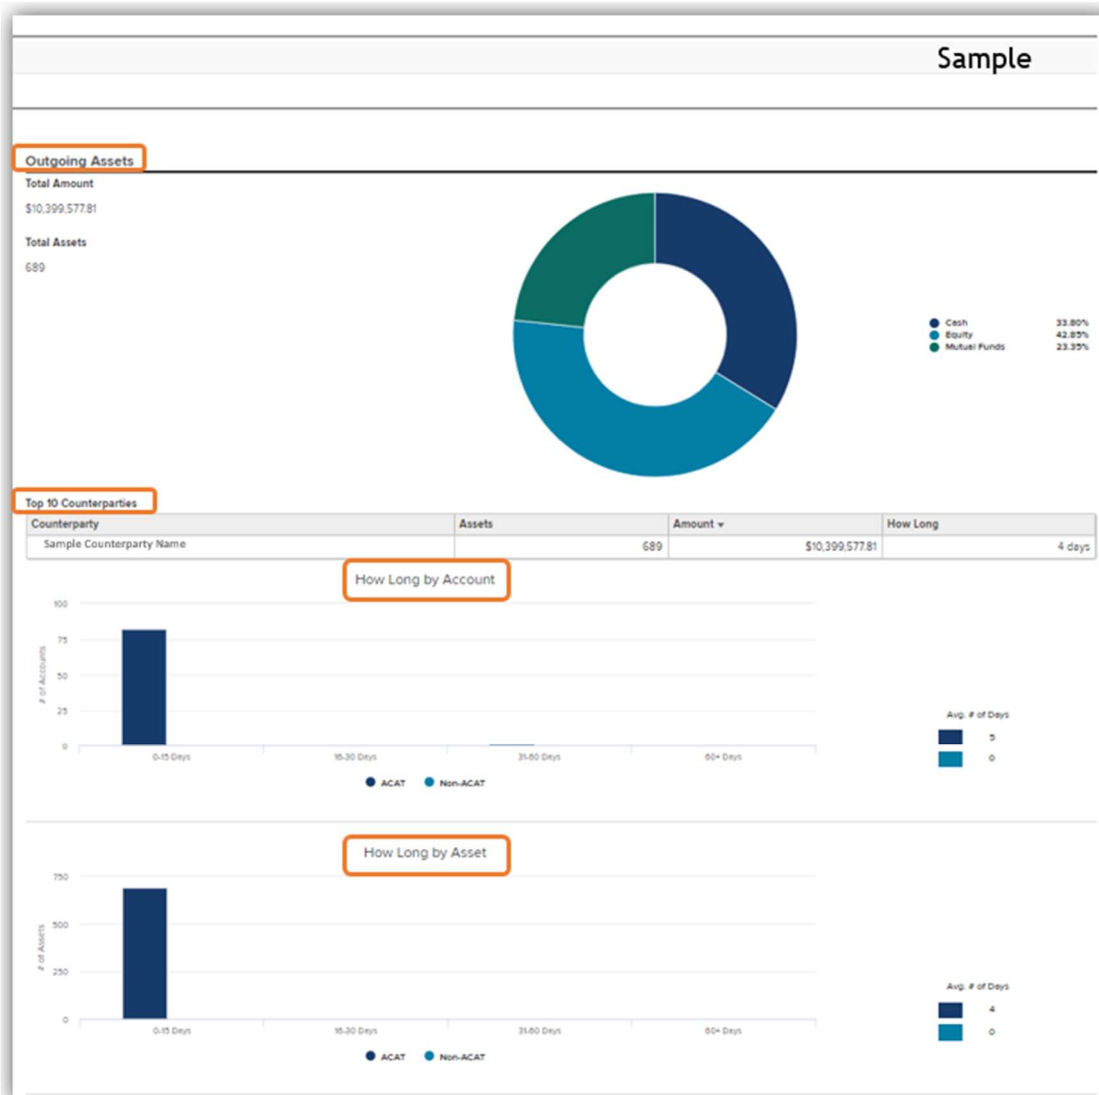 Sample
Outgoing Assets
Total Amount
$10,399,577.81
Total Assets
689
Cash 33.80%
Equity 42.85%
Mutual Funds 23.35%
Top 10 Counterparties
Counterparty Assets Amount How Long
Sample Counterparty Name 689 $10,399,577.81 4 days
How Long by Account
100
75
50
25
0
# of Accounts
0-15 Days 16-30 Days 31-60 Days 60+ Days
ACAT Non-ACAT
Avg. # of Days
5
0
How Long by Asset
750
500
250
0
# of Assets
0-15 Days 16-30 Days 31-60 Days 60+ Days
ACAT Non-ACAT
Avg. # of Days
4
0